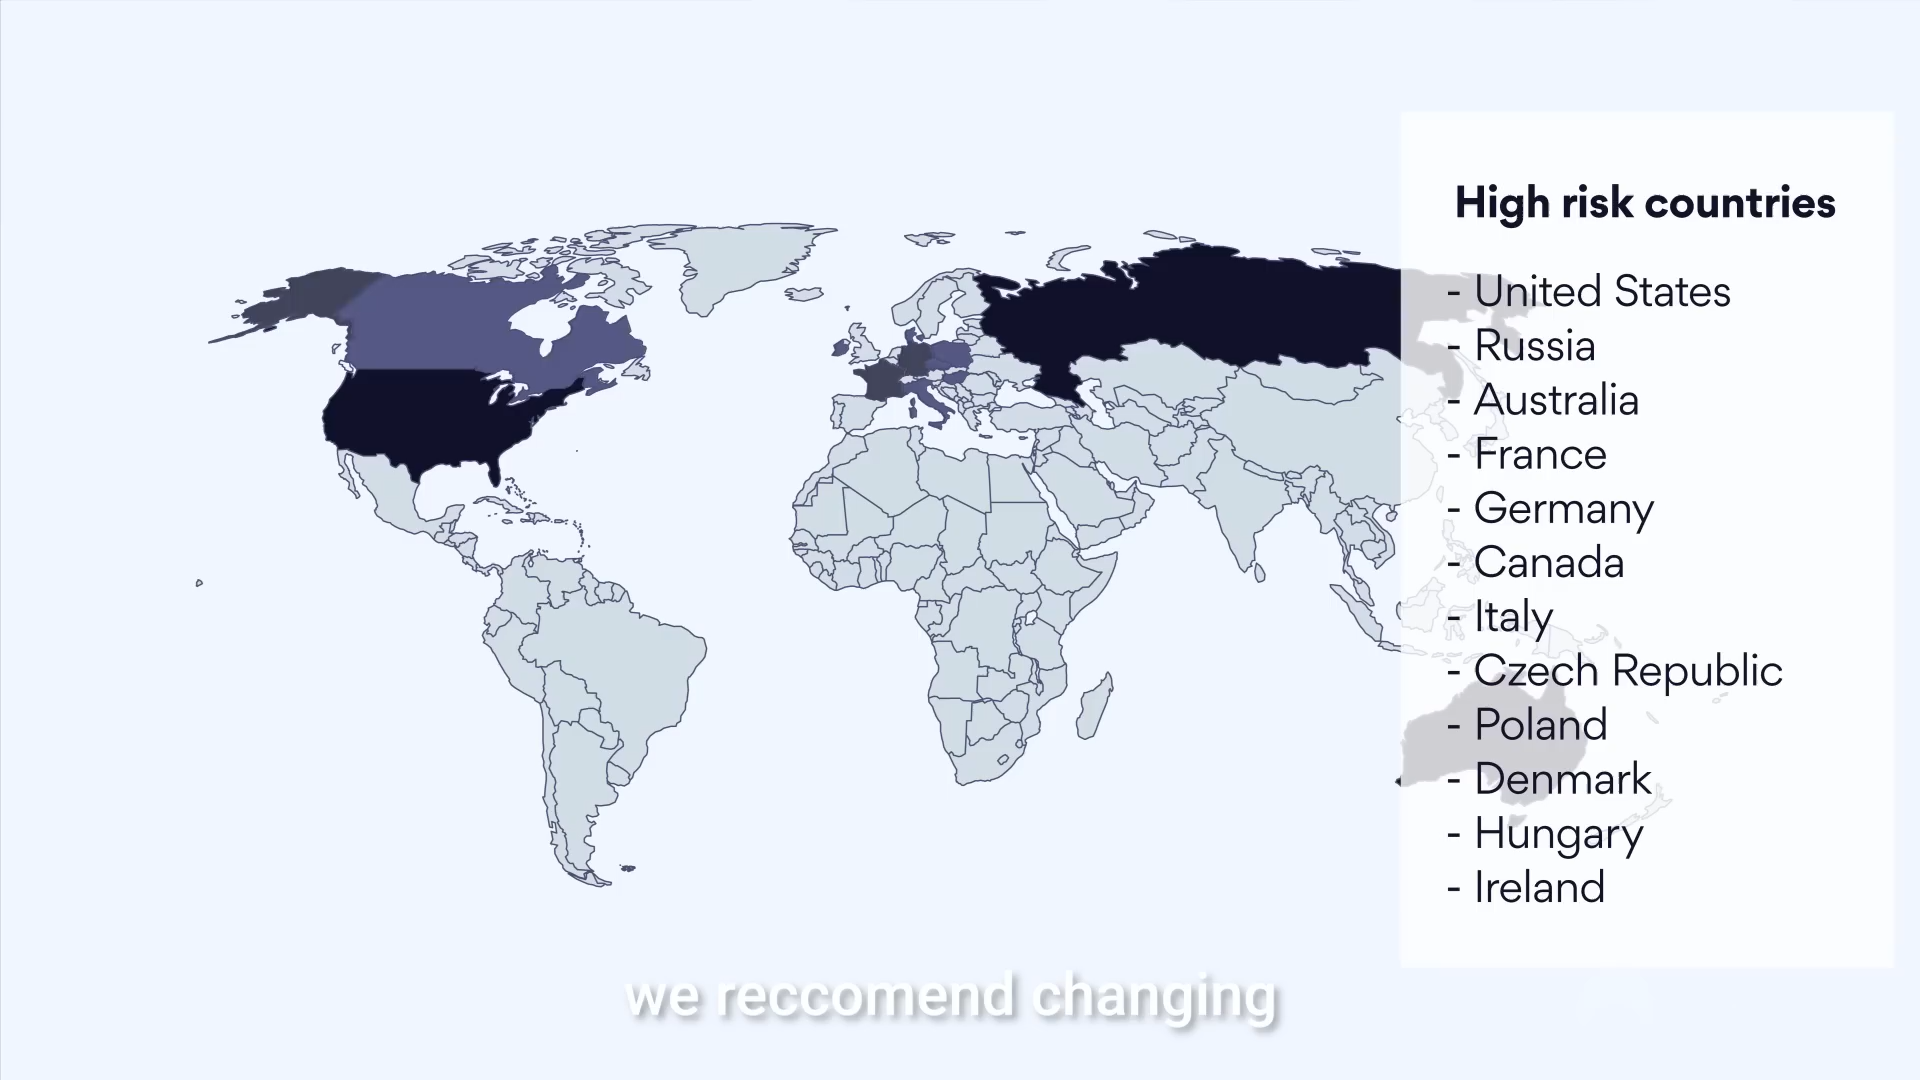 High risk countries
- United States
- Russia
- Australia
- France
- Germany
- Canada
- Italy
- Czech Republic
- Poland
- Denmark
- Hungary
- Ireland
we reccomend changing